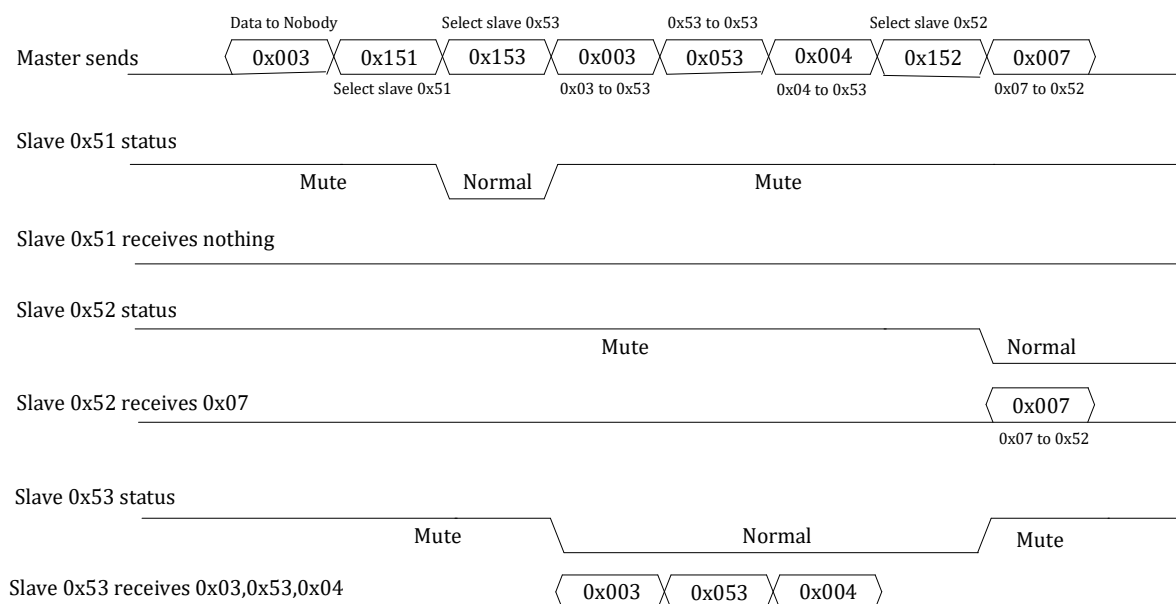 Data to Nobody Select slave 0x53 0x53 to 0x53 Select slave 0x52
Master sends 0x003 0x151 0x153 0x003 0x053 0x004 0x152 0x007
Select slave 0x51 0x03 to 0x53 0x04 to 0x53 0x07 to 0x52
Slave 0x51 status
Mute Normal Mute
Slave 0x51 receives nothing
Slave 0x52 status
Mute Normal
Slave 0x52 receives 0x07 0x007
0x07 to 0x52
Slave 0x53 status
Mute Normal Mute
Slave 0x53 receives 0x03,0x53,0x04 0x003 0x053 0x004